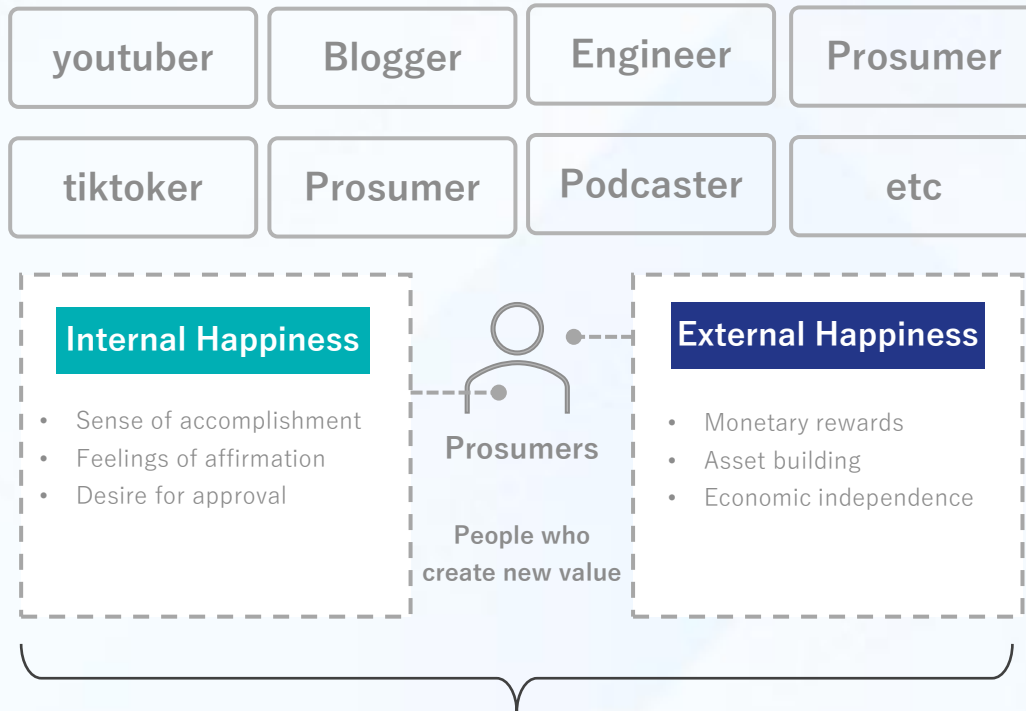 youtuber
Blogger
Engineer
Prosumer
tiktoker
Prosumer
Podcaster
etc
Internal Happiness
• Sense of accomplishment
• Feelings of affirmation
• Desire for approval
Prosumers
People who
create new value
External Happiness
• Monetary rewards
• Asset building
• Economic independence